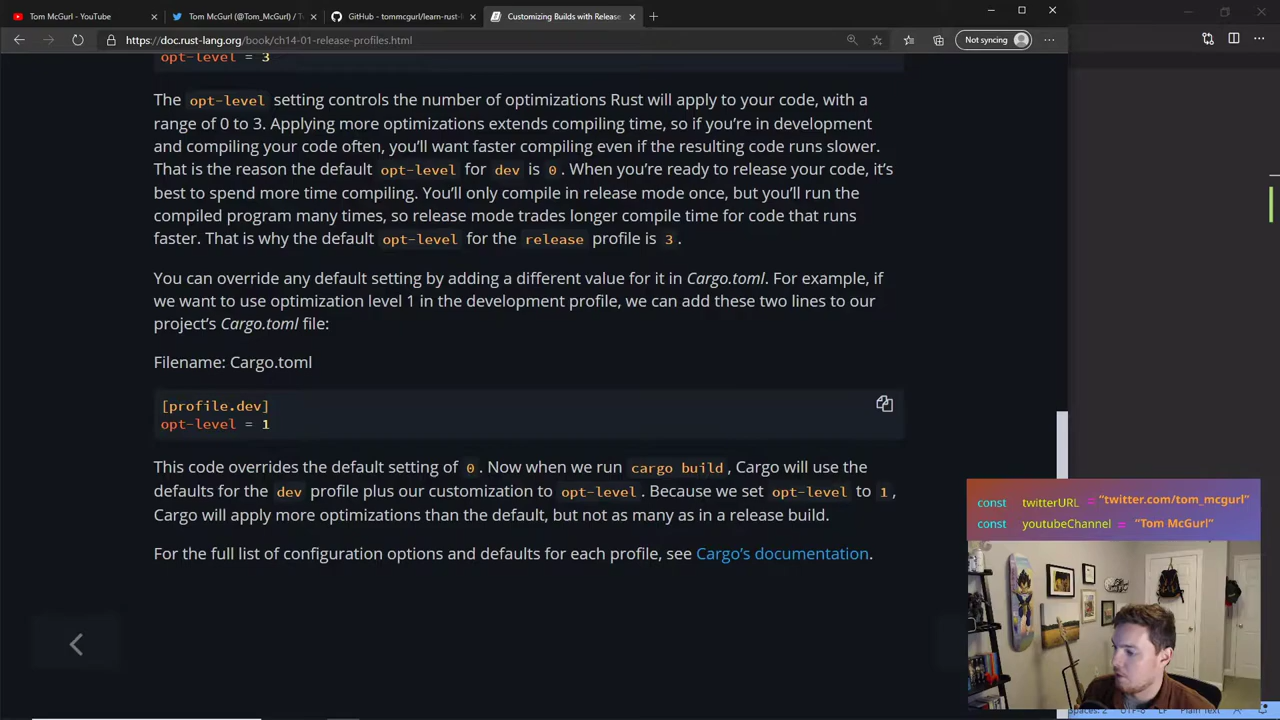 Tom McGurl - YouTube
Tom McGurl (@Tom_McGurl) / T
GitHub - tommcgurl/learn-rust-l
Customizing Builds with Release
https://doc.rust-lang.org/book/ch14-01-release-profiles.html
Not syncing
opt-level = 3
The opt-level setting controls the number of optimizations Rust will apply to your code, with a
range of 0 to 3. Applying more optimizations extends compiling time, so if you’re in development
and compiling your code often, you’ll want faster compiling even if the resulting code runs slower.
That is the reason the default opt-level for dev is 0. When you’re ready to release your code, it’s
best to spend more time compiling. You’ll only compile in release mode once, but you’ll run the
compiled program many times, so release mode trades longer compile time for code that runs
faster. That is why the default opt-level for the release profile is 3.
You can override any default setting by adding a different value for it in Cargo.toml. For example, if
we want to use optimization level 1 in the development profile, we can add these two lines to our
project’s Cargo.toml file:
Filename: Cargo.toml
[profile.dev]
opt-level = 1
This code overrides the default setting of 0. Now when we run cargo build, Cargo will use the
defaults for the dev profile plus our customization to opt-level. Because we set opt-level to 1,
Cargo will apply more optimizations than the default, but not as many as in a release build.
For the full list of configuration options and defaults for each profile, see Cargo’s documentation.
const twitterURL = "twitter.com/tom_mcgurl"
const youtubeChannel = "Tom McGurl"
Spaces: 2 UTF-8 LF Plain Text